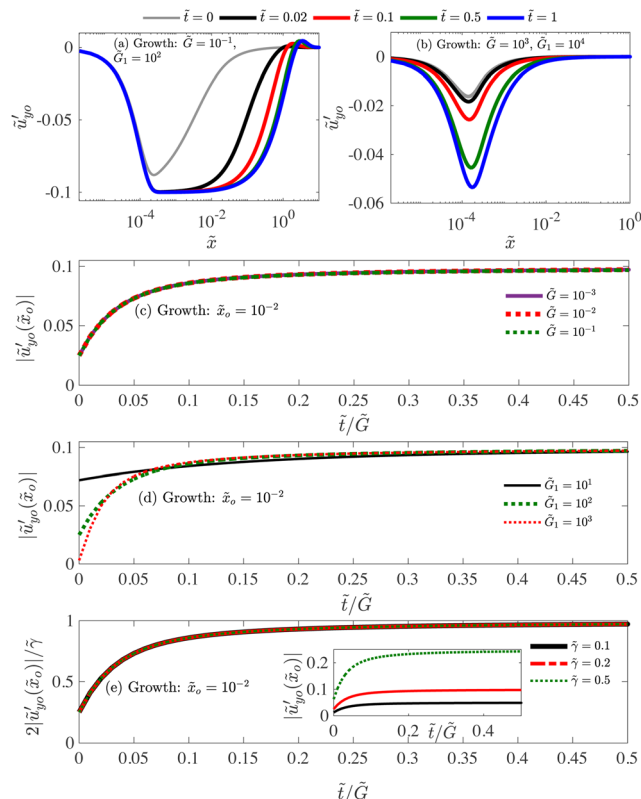 t̃ = 0 t̃ = 0.02 t̃ = 0.1 t̃ = 0.5 t̃ = 1
(a) Growth: G̃ = 10⁻¹,
G̃₁ = 10²
0
-0.05
-0.1
ũ′yo
10⁻⁴ 10⁻² 10⁰
x̃
(b) Growth: G̃ = 10³, G̃₁ = 10⁴
0
-0.02
-0.04
-0.06
ũ′yo
10⁻⁴ 10⁻² 10⁰
x̃
0.1
0.05
0
|ũ′yo(x̃o)|
(c) Growth: x̃o = 10⁻²
G̃ = 10⁻³
G̃ = 10⁻²
G̃ = 10⁻¹
0 0.05 0.1 0.15 0.2 0.25 0.3 0.35 0.4 0.45 0.5
t̃/G̃
0.1
0.05
0
|ũ′yo(x̃o)|
(d) Growth: x̃o = 10⁻²
G̃₁ = 10¹
G̃₁ = 10²
G̃₁ = 10³
0 0.05 0.1 0.15 0.2 0.25 0.3 0.35 0.4 0.45 0.5
t̃/G̃
1
0.5
0
2|ũ′yo(x̃o)|/γ̃
(e) Growth: x̃o = 10⁻²
|ũ′yo(x̃o)|
0.2
0.1
0
0.2 0.4
t̃/G̃
γ̃ = 0.1
γ̃ = 0.2
γ̃ = 0.5
0 0.05 0.1 0.15 0.2 0.25 0.3 0.35 0.4 0.45 0.5
t̃/G̃